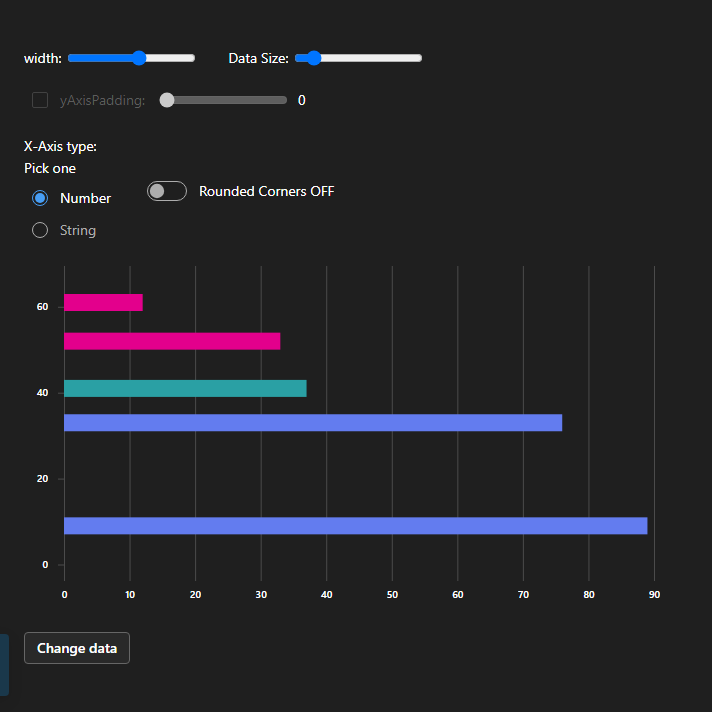 width: Data Size:
yAxisPadding: 0
X-Axis type:
Pick one
Number
Rounded Corners OFF
String
60
40
20
0
0 10 20 30 40 50 60 70 80 90
Change data